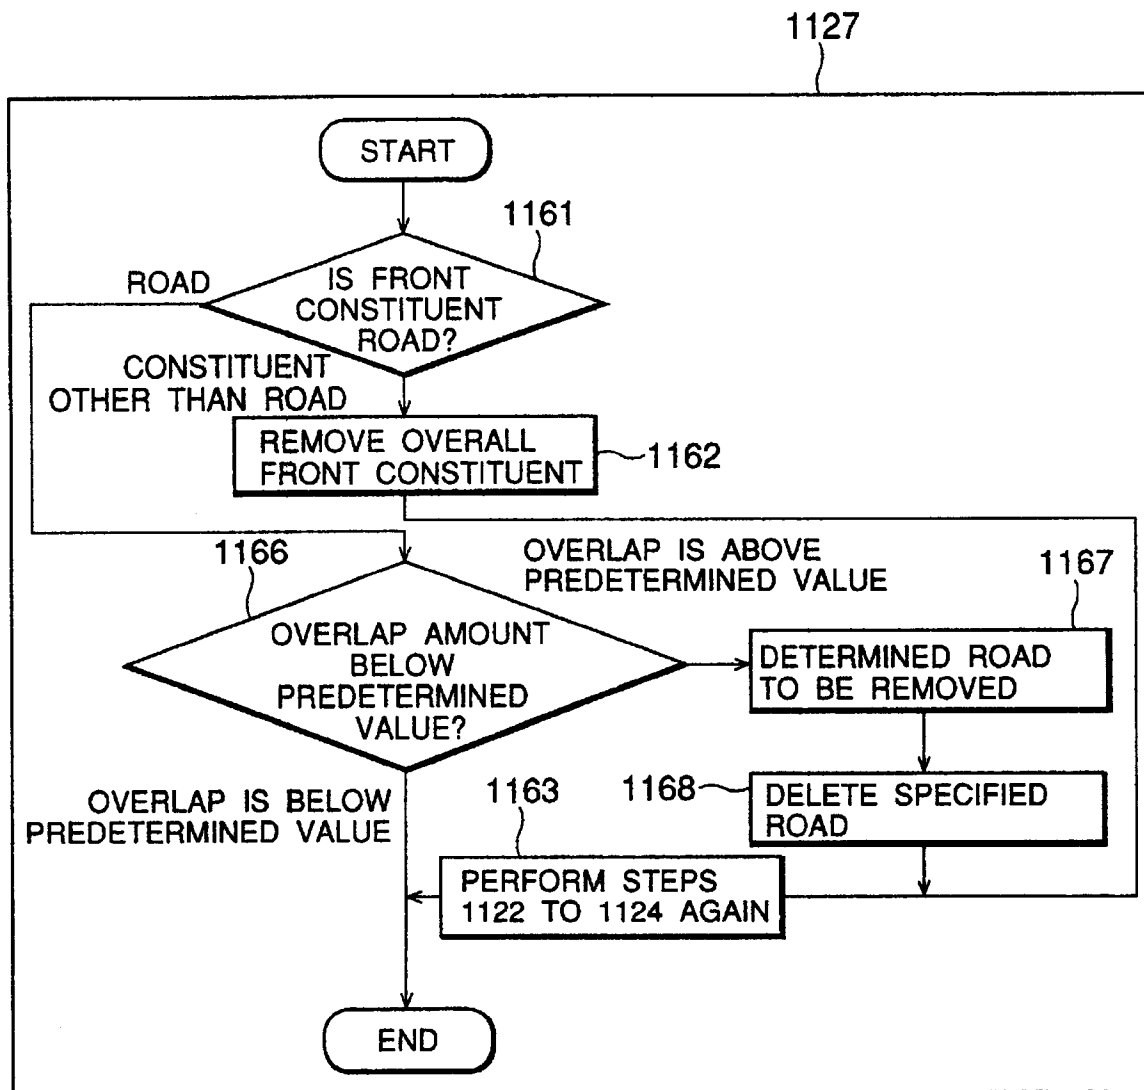 1127
START
1161
ROAD
IS FRONT
CONSTITUENT
ROAD?
CONSTITUENT
OTHER THAN ROAD
REMOVE OVERALL
FRONT CONSTITUENT
1162
1166
OVERLAP IS ABOVE
PREDETERMINED VALUE
1167
OVERLAP AMOUNT
BELOW
PREDETERMINED
VALUE?
DETERMINED ROAD
TO BE REMOVED
OVERLAP IS BELOW
PREDETERMINED VALUE
1163
1168
DELETE SPECIFIED
ROAD
PERFORM STEPS
1122 TO 1124 AGAIN
END